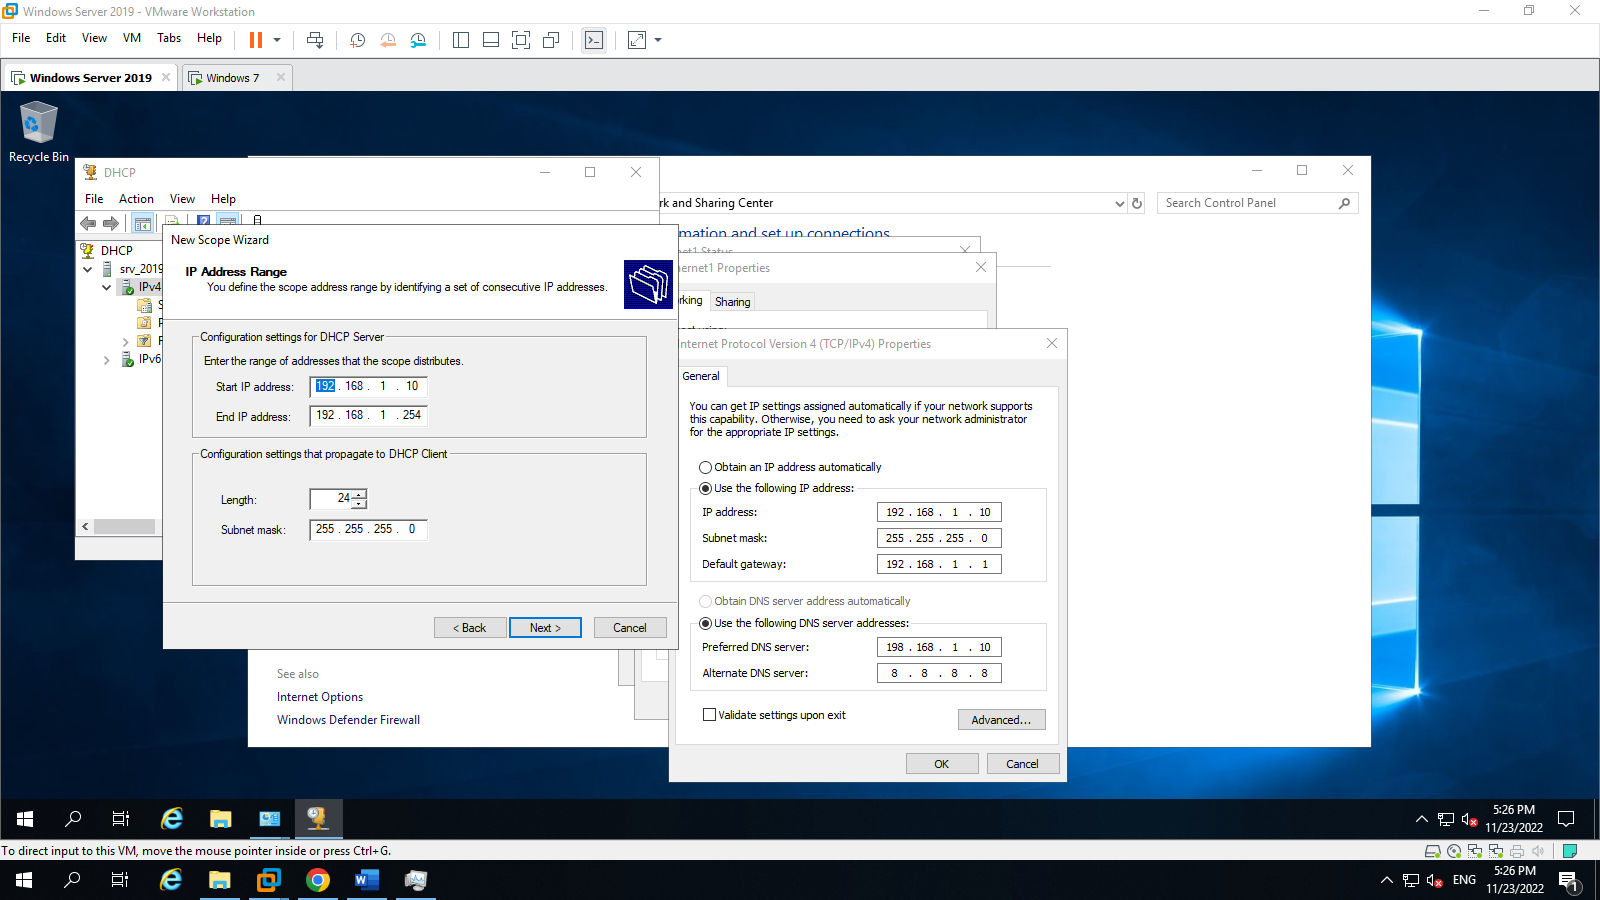 Windows Server 2019 - VMware Workstation
File Edit View VM Tabs Help
Windows Server 2019
Windows 7
Recycle Bin
DHCP
File Action View Help
DHCP
srv_2019
IPv4
IPv6
rk and Sharing Center
Search Control Panel
mation and set up connections
net1 Status
hernet1 Properties
rking
Sharing
New Scope Wizard
IP Address Range
You define the scope address range by identifying a set of consecutive IP addresses.
Configuration settings for DHCP Server
Enter the range of addresses that the scope distributes.
Start IP address: 192 . 168 . 1 . 10
End IP address: 192 . 168 . 1 . 254
Configuration settings that propagate to DHCP Client
Length: 24
Subnet mask: 255 . 255 . 255 . 0
< Back
Next >
Cancel
Internet Protocol Version 4 (TCP/IPv4) Properties
General
You can get IP settings assigned automatically if your network supports
this capability. Otherwise, you need to ask your network administrator
for the appropriate IP settings.
Obtain an IP address automatically
Use the following IP address:
IP address: 192 . 168 . 1 . 10
Subnet mask: 255 . 255 . 255 . 0
Default gateway: 192 . 168 . 1 . 1
Obtain DNS server address automatically
Use the following DNS server addresses:
Preferred DNS server: 198 . 168 . 1 . 10
Alternate DNS server: 8 . 8 . 8 . 8
Validate settings upon exit
Advanced...
OK
Cancel
See also
Internet Options
Windows Defender Firewall
5:26 PM
11/23/2022
To direct input to this VM, move the mouse pointer inside or press Ctrl+G.
ENG
5:26 PM
11/23/2022
1